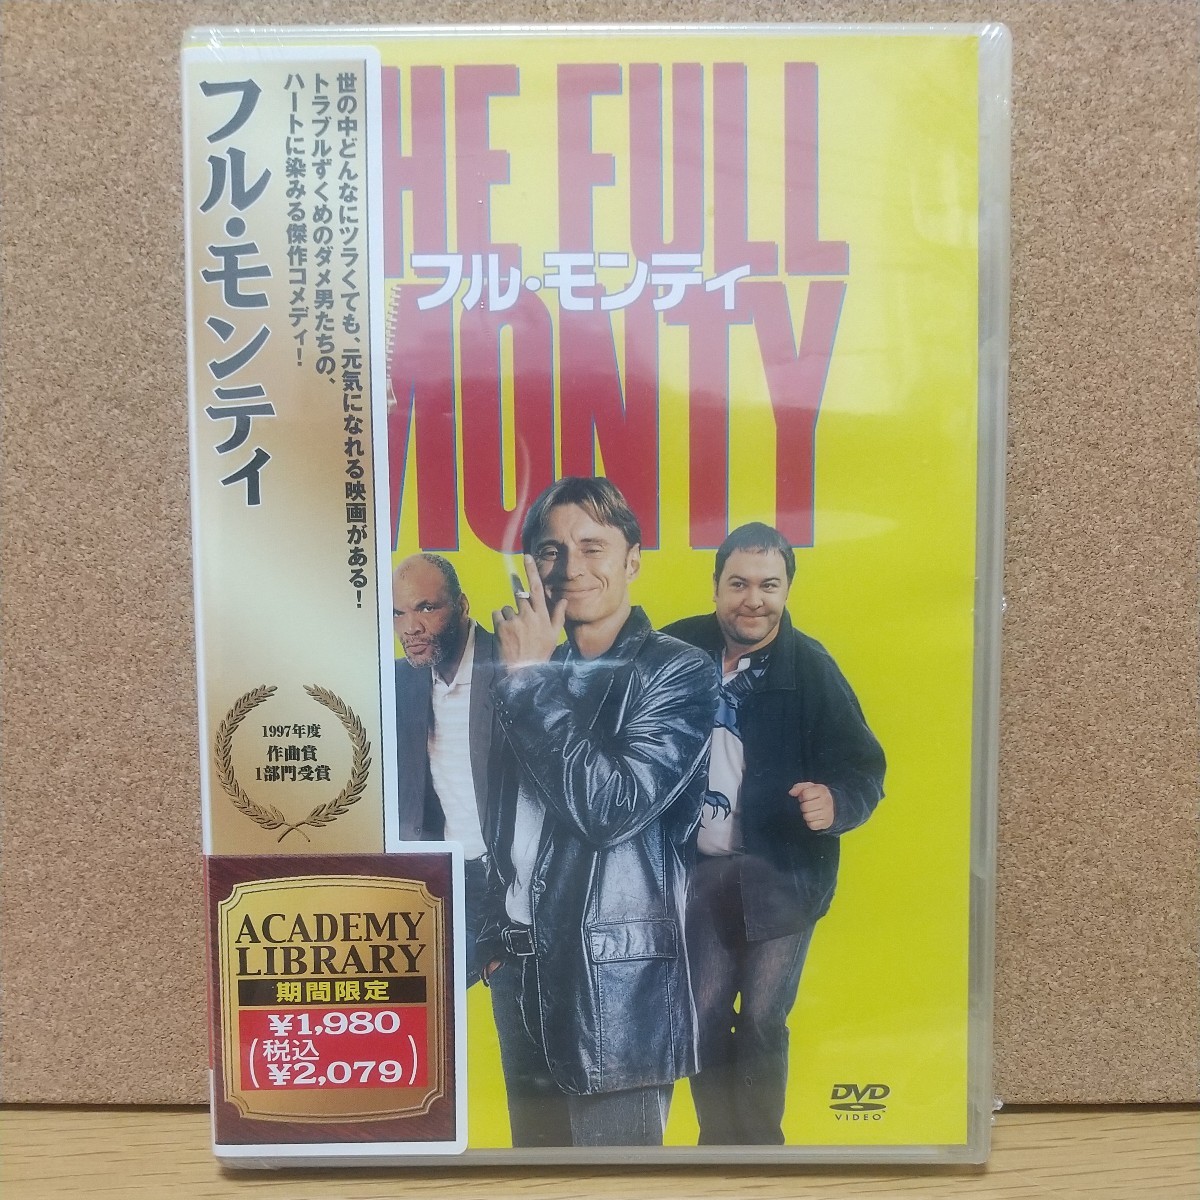 フル・モンティ
世の中どんなにツラくても、元気になれる映画がある!
トラブルずくめのダメ男たちの、
ハートに染みる傑作コメディ!
1997年度
作曲賞
1部門受賞
ACADEMY
LIBRARY
期間限定
¥1,980
(税込
¥2,079)
HE FULL
フル・モンティ
MONTY
DVD
VIDEO